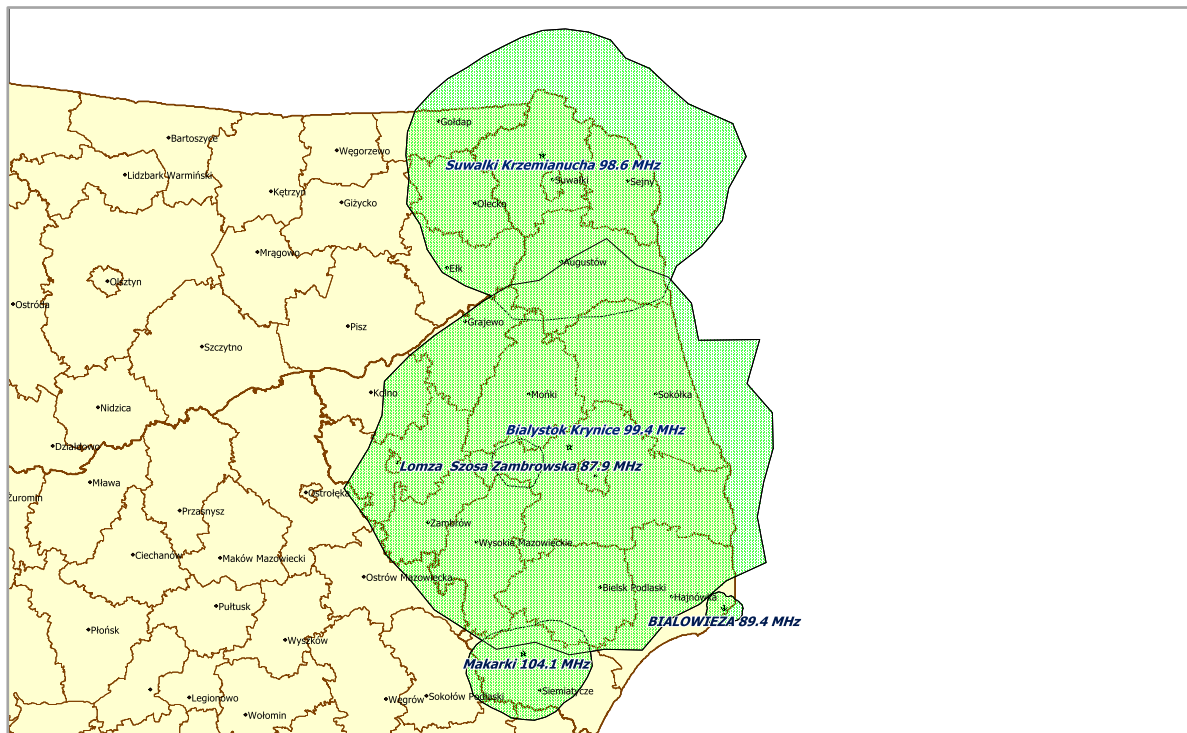 Gołdap
Bartoszyce
Węgorzewo
Suwalki Krzemianucha 98.6 MHz
Lidzbark Warmiński
Suwałki
Sejny
Kętrzyn
Giżycko
Olecko
Mrągowo
Augustów
Ełk
Olsztyn
Ostróda
Grajewo
Pisz
Szczytno
Kolno
Mońki
Sokółka
Nidzica
Bialystok Krynice 99.4 MHz
Działdowo
Lomza Szosa Zambrowska 87.9 MHz
Mława
Ostrołęka
Żuromin
Przasnysz
Zambrów
Wysokie Mazowieckie
Ciechanów
Maków Mazowiecki
Ostrów Mazowiecka
Bielsk Podlaski
Hajnówka
Pułtusk
BIALOWIEZA 89.4 MHz
Płońsk
Wyszków
Makarki 104.1 MHz
Siemiatycze
Legionowo
Węgrów
Sokołów Podlaski
Wołomin